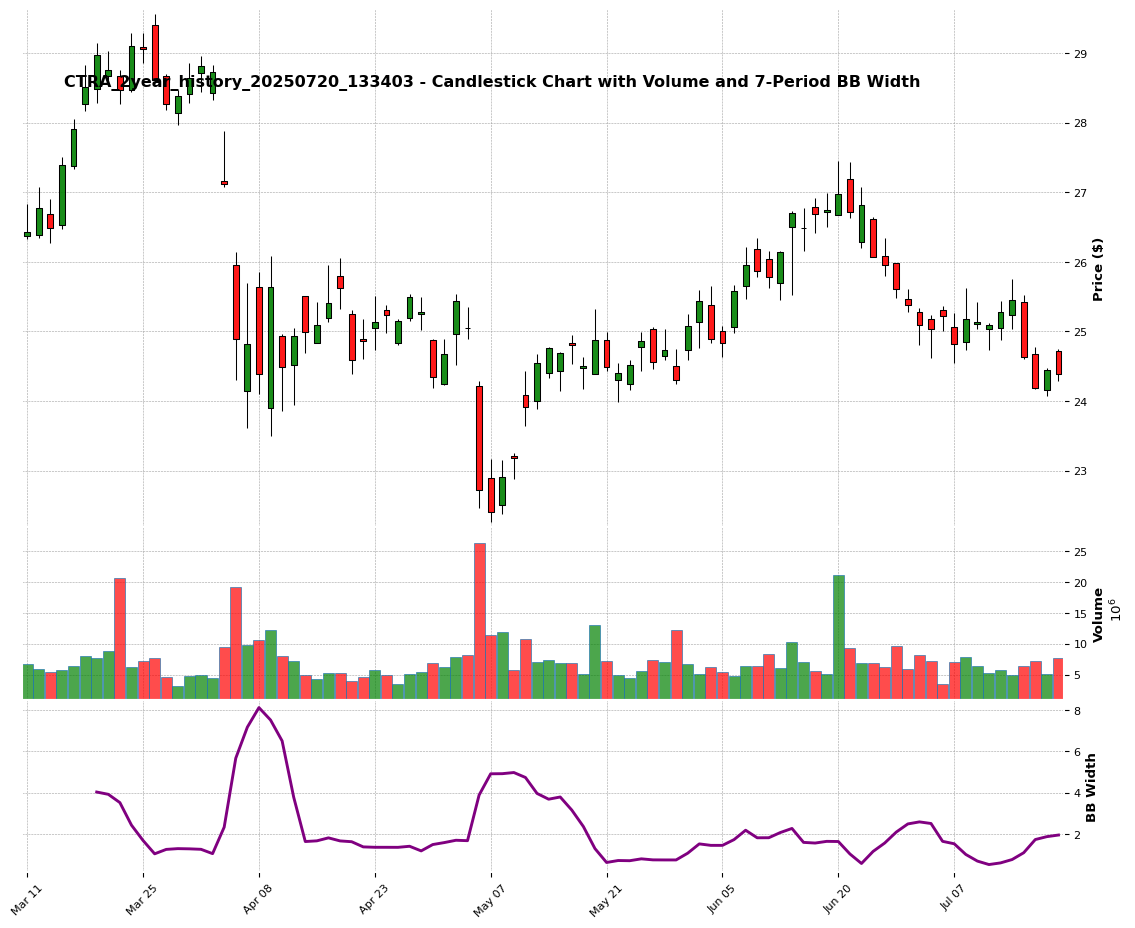 CTRA_2year_history_20250720_133403 - Candlestick Chart with Volume and 7-Period BB Width
29
28
27
26
25
24
23
Price ($)
25
20
15
10
5
Volume
10^6
8
6
4
2
BB Width
Mar 11
Mar 25
Apr 08
Apr 23
May 07
May 21
Jun 05
Jun 20
Jul 07